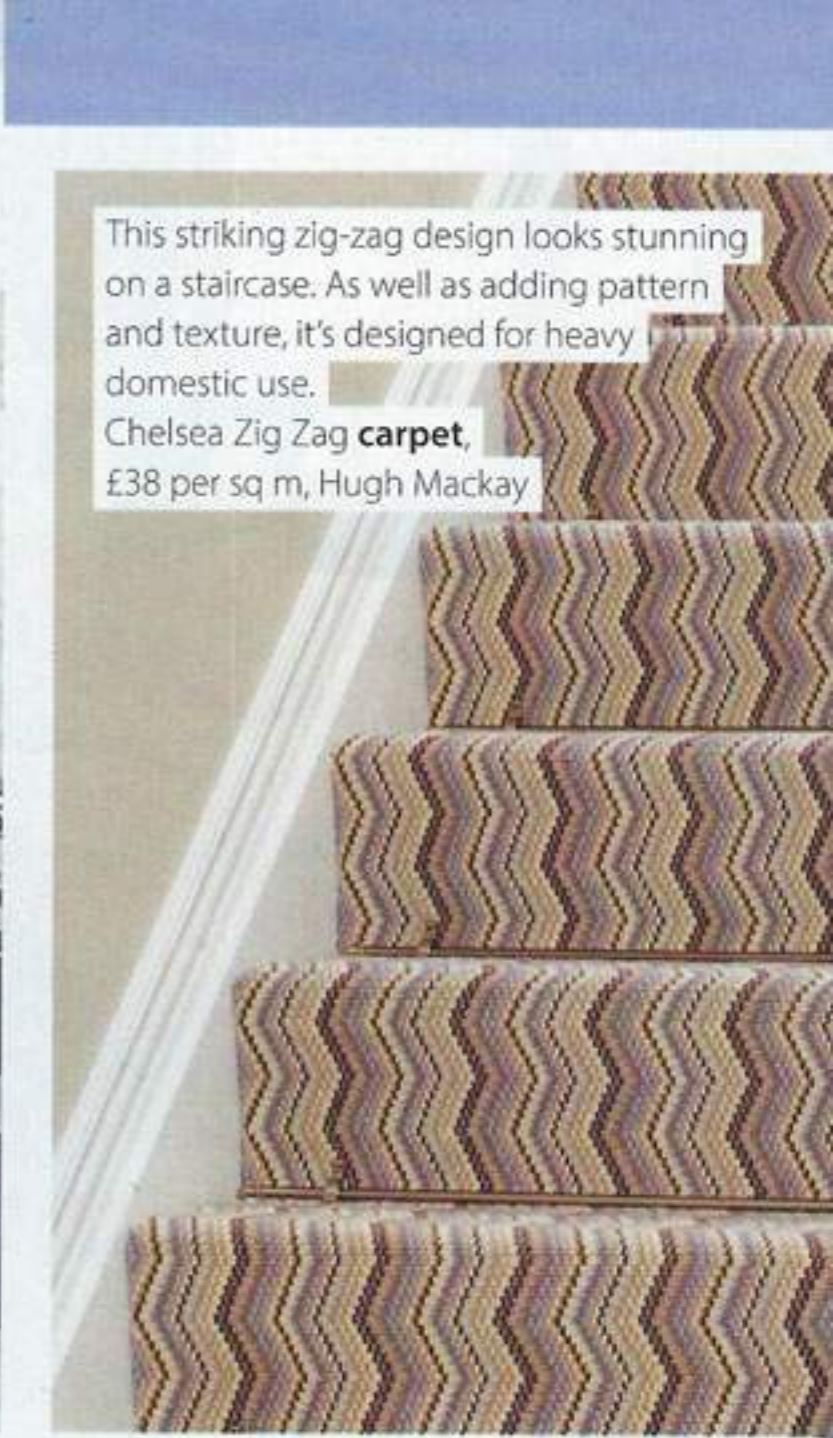 This striking zig-zag design looks stunning
on a staircase. As well as adding pattern
and texture, it's designed for heavy
domestic use.
Chelsea Zig Zag carpet,
£38 per sq m, Hugh Mackay